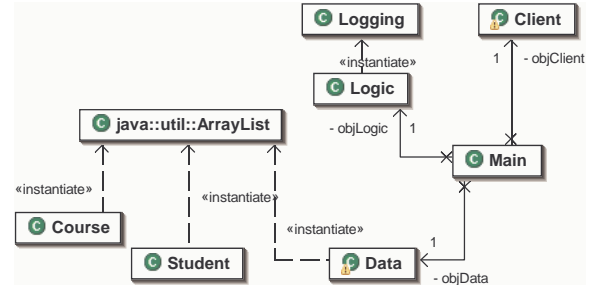 Logging
Client
«instantiate»
1
- objClient
Logic
java::util::ArrayList
- objLogic
1
Main
«instantiate»
«instantiate»
Course
«instantiate»
1
Student
Data
- objData